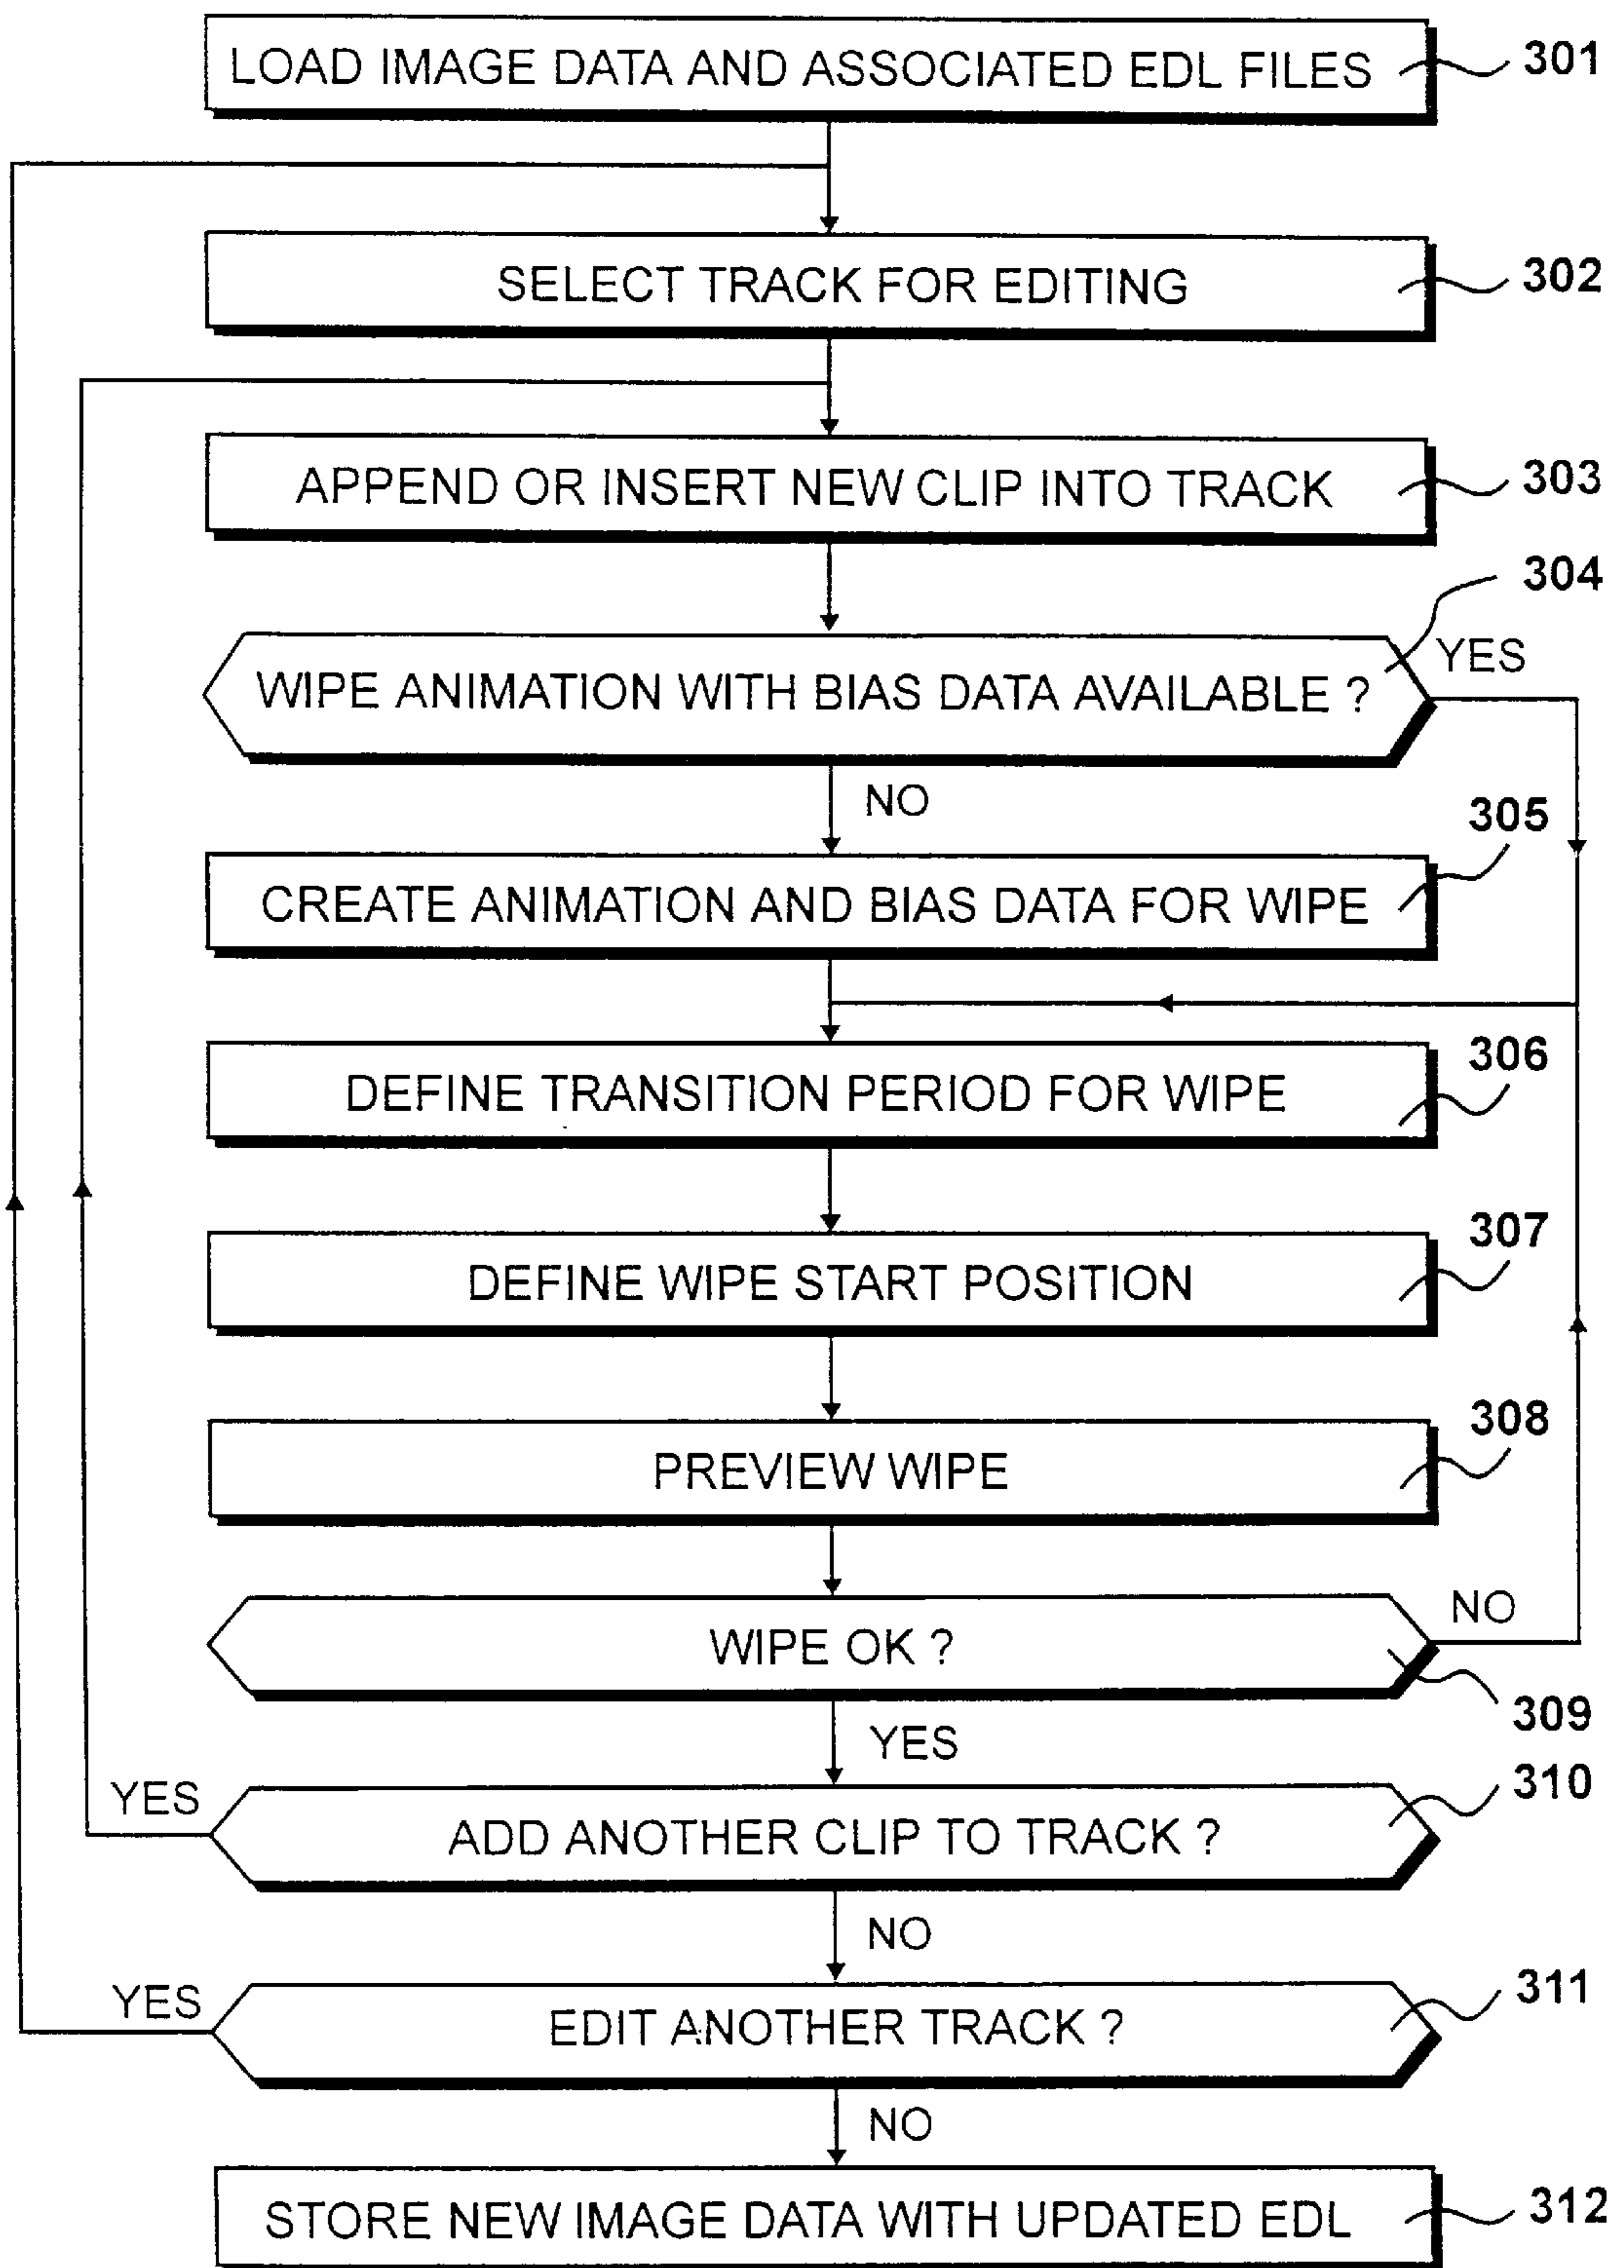 LOAD IMAGE DATA AND ASSOCIATED EDL FILES 301
SELECT TRACK FOR EDITING 302
APPEND OR INSERT NEW CLIP INTO TRACK 303
304
YES
WIPE ANIMATION WITH BIAS DATA AVAILABLE ?
NO
305
CREATE ANIMATION AND BIAS DATA FOR WIPE
306
DEFINE TRANSITION PERIOD FOR WIPE
307
DEFINE WIPE START POSITION
308
PREVIEW WIPE
NO
WIPE OK ?
309
YES
YES
310
ADD ANOTHER CLIP TO TRACK ?
NO
YES
311
EDIT ANOTHER TRACK ?
NO
STORE NEW IMAGE DATA WITH UPDATED EDL 312